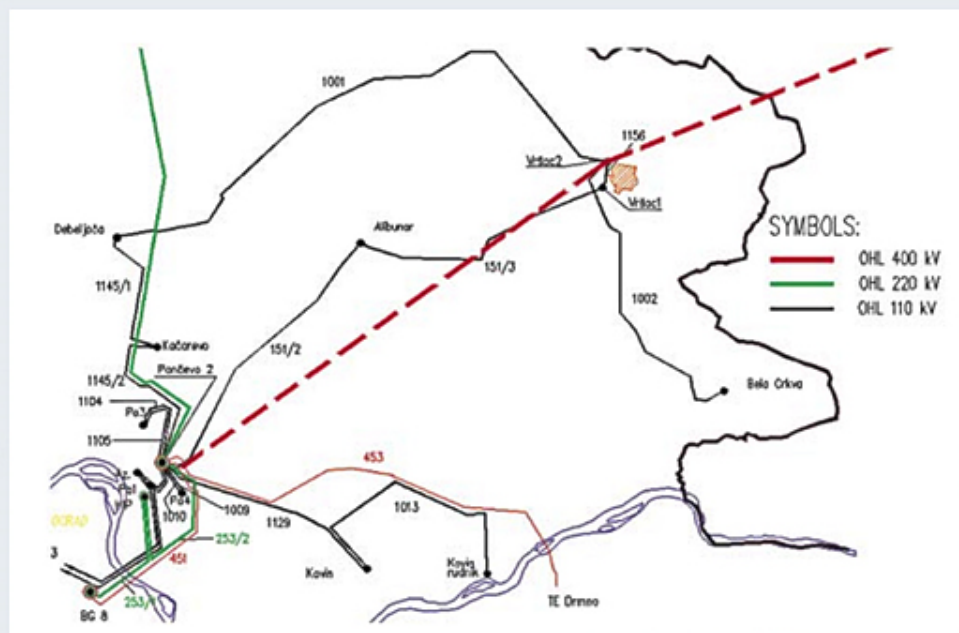 1001
1156
Vršac2
Vršac1
SYMBOLS:
OHL 400 kV
OHL 220 kV
OHL 110 kV
Debeljača
Alibunar
151/3
1145/1
1002
Kačarevo
151/2
Pančevo 2
1145/2
1104
Pa3
Bela Crkva
1105
453
Pa4
1009
1010
1129
1013
253/2
451
3
Kovin
Kovin
rudnik
253/1
TE Drmno
BG 8